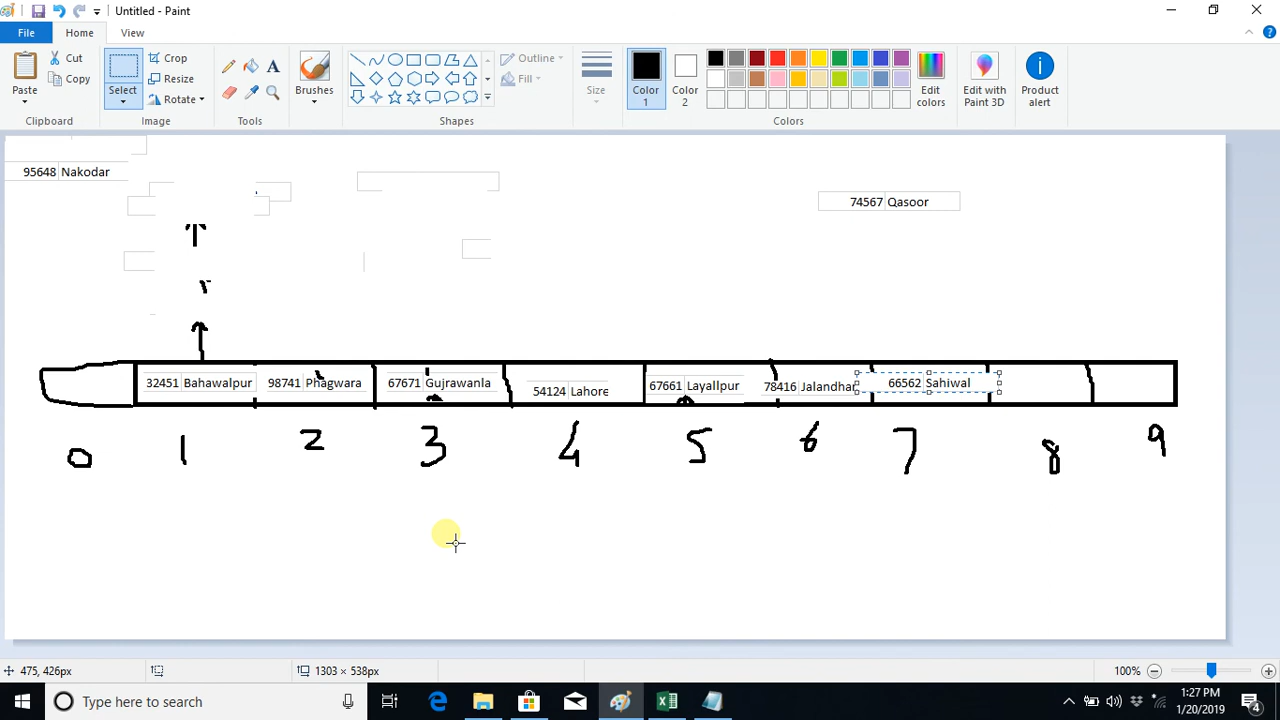 Untitled - Paint
File Home View
Paste
Cut
Copy
Clipboard
Select
Crop
Resize
Rotate
Image
Tools
Brushes
Shapes
Outline
Fill
Size
Color 1
Color 2
Colors
Edit colors
Edit with Paint 3D
Product alert
95648 Nakodar
74567 Qasoor
r
32451 Bahawalpur 98741 Phagwara 67671 Gujrawanla 54124 Lahore 67661 Layallpur 78416 Jalandhar 66562 Sahiwal
0 1 2 3 4 5 6 7 8 9
475, 426px 1303 × 538px 100%
Type here to search
1:27 PM
1/20/2019
4